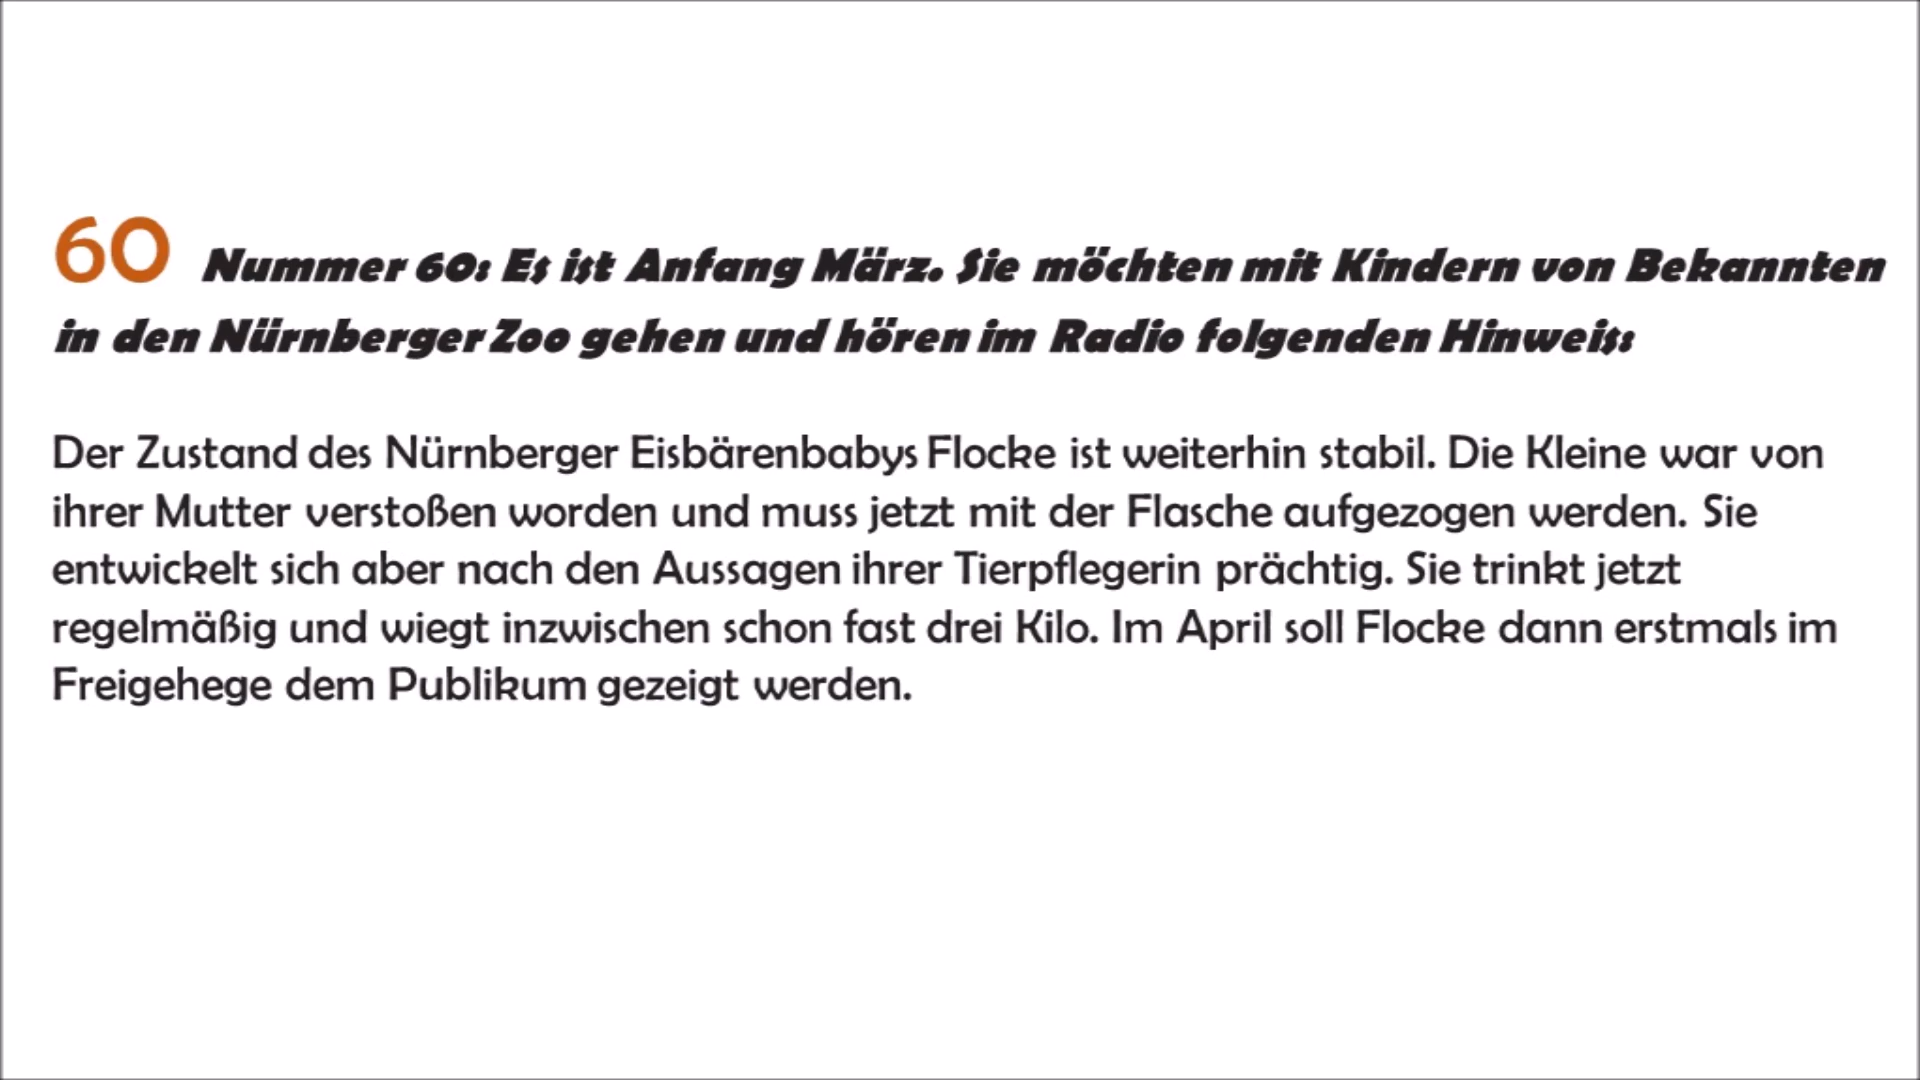 60 Nummer 60: Es ist Anfang März. Sie möchten mit Kindern von Bekannten
in den Nürnberger Zoo gehen und hören im Radio folgenden Hinweis:
Der Zustand des Nürnberger Eisbärenbabys Flocke ist weiterhin stabil. Die Kleine war von
ihrer Mutter verstoßen worden und muss jetzt mit der Flasche aufgezogen werden. Sie
entwickelt sich aber nach den Aussagen ihrer Tierpflegerin prächtig. Sie trinkt jetzt
regelmäßig und wiegt inzwischen schon fast drei Kilo. Im April soll Flocke dann erstmals im
Freigehege dem Publikum gezeigt werden.